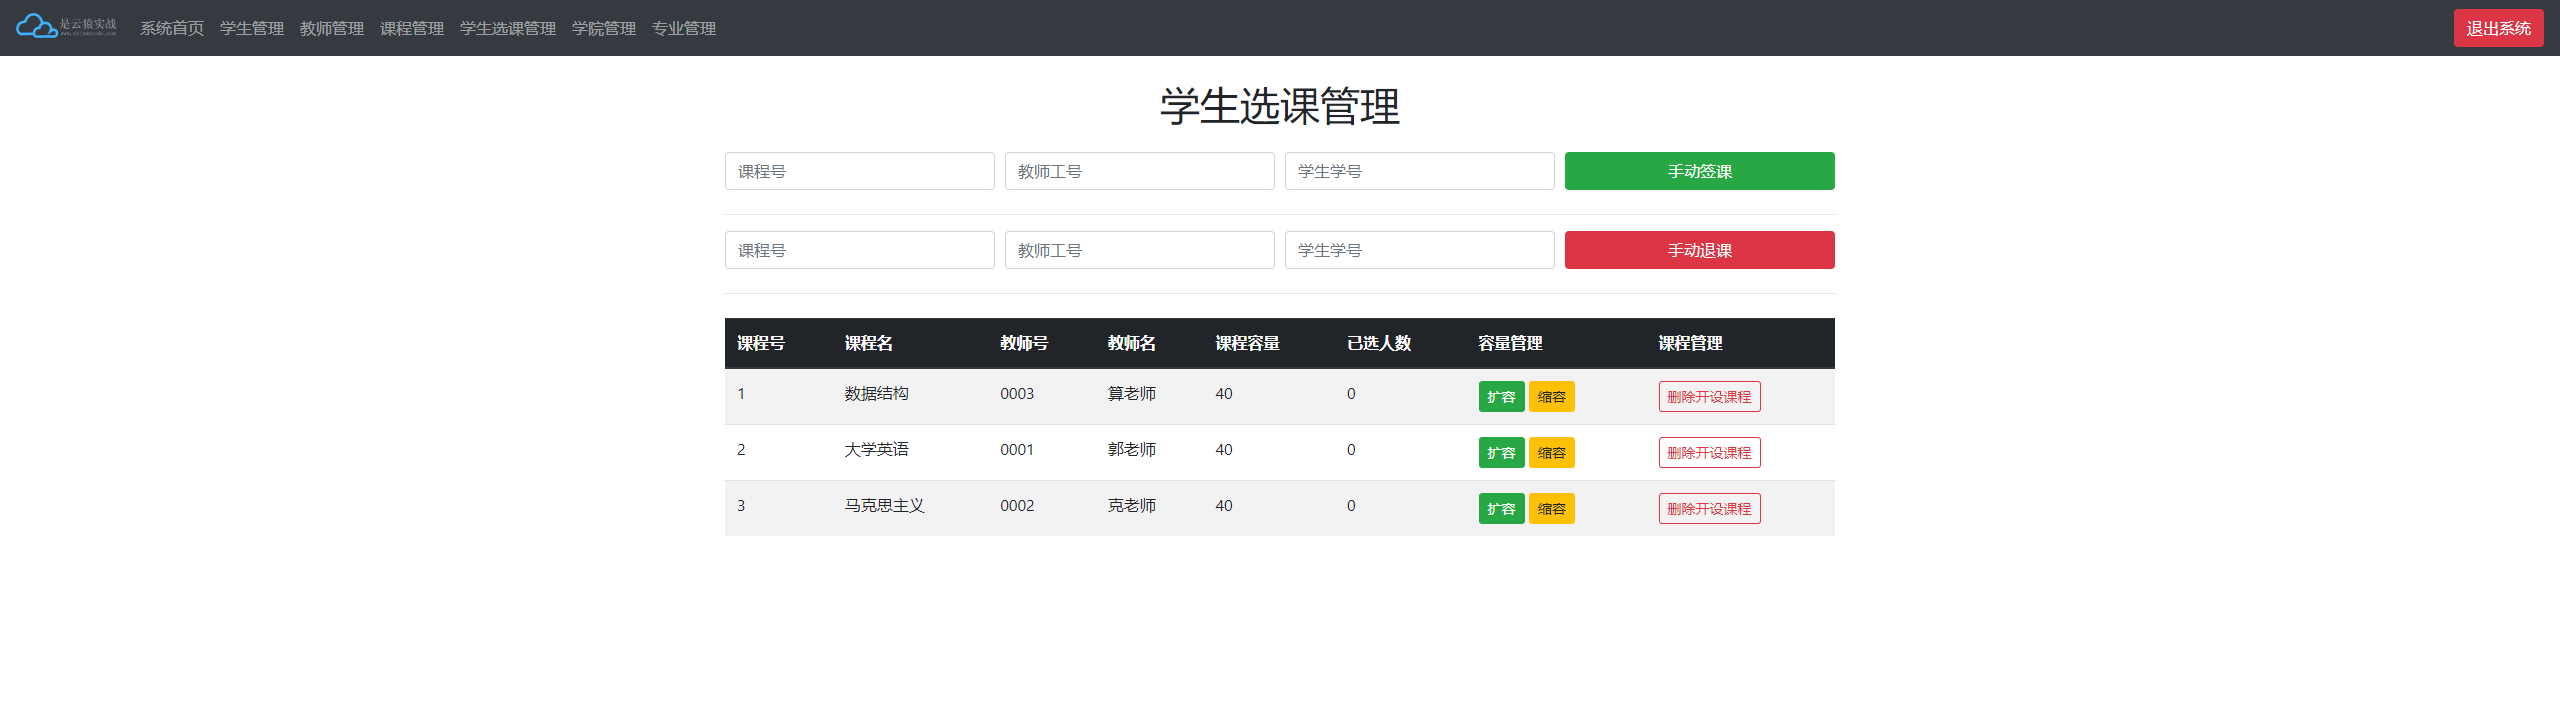 是云猿实战
系统首页 学生管理 教师管理 课程管理 学生选课管理 学院管理 专业管理 退出系统
学生选课管理
课程号 教师工号 学生学号 手动签课
课程号 教师工号 学生学号 手动退课
课程号 课程名 教师号 教师名 课程容量 已选人数 容量管理 课程管理
1 数据结构 0003 算老师 40 0 扩容 缩容 删除开设课程
2 大学英语 0001 郭老师 40 0 扩容 缩容 删除开设课程
3 马克思主义 0002 克老师 40 0 扩容 缩容 删除开设课程